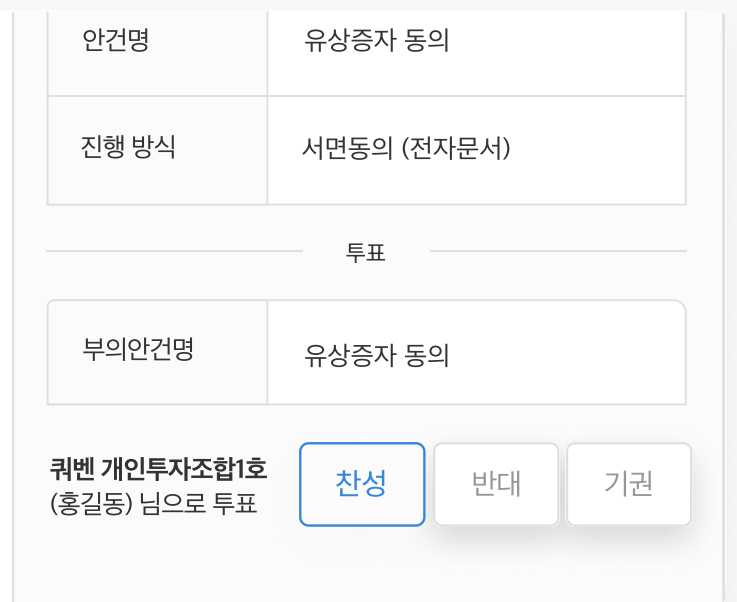 안건명
유상증자 동의
진행 방식
서면동의 (전자문서)
투표
부의안건명
유상증자 동의
쿼벤 개인투자조합1호
(홍길동) 님으로 투표
찬성
반대
기권